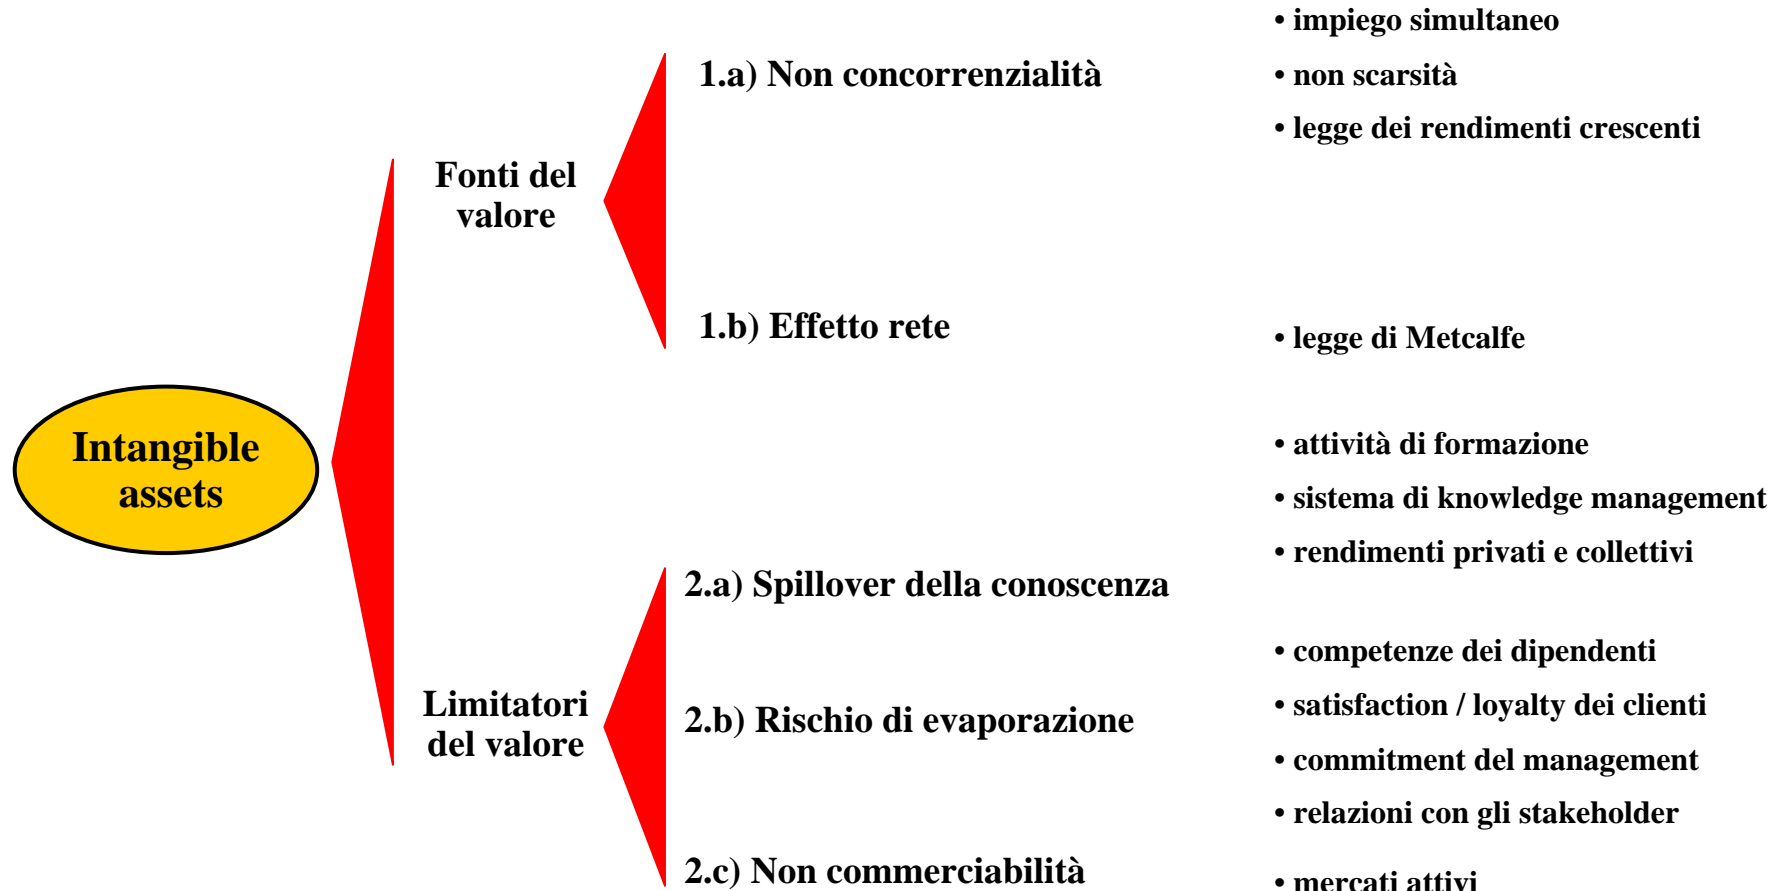 Intangible
assets
Fonti del
valore
1.a) Non concorrenzialità
• impiego simultaneo
• non scarsità
• legge dei rendimenti crescenti
1.b) Effetto rete
• legge di Metcalfe
Limitatori
del valore
2.a) Spillover della conoscenza
• attività di formazione
• sistema di knowledge management
• rendimenti privati e collettivi
2.b) Rischio di evaporazione
• competenze dei dipendenti
• satisfaction / loyalty dei clienti
• commitment del management
• relazioni con gli stakeholder
2.c) Non commerciabilità
• mercati attivi